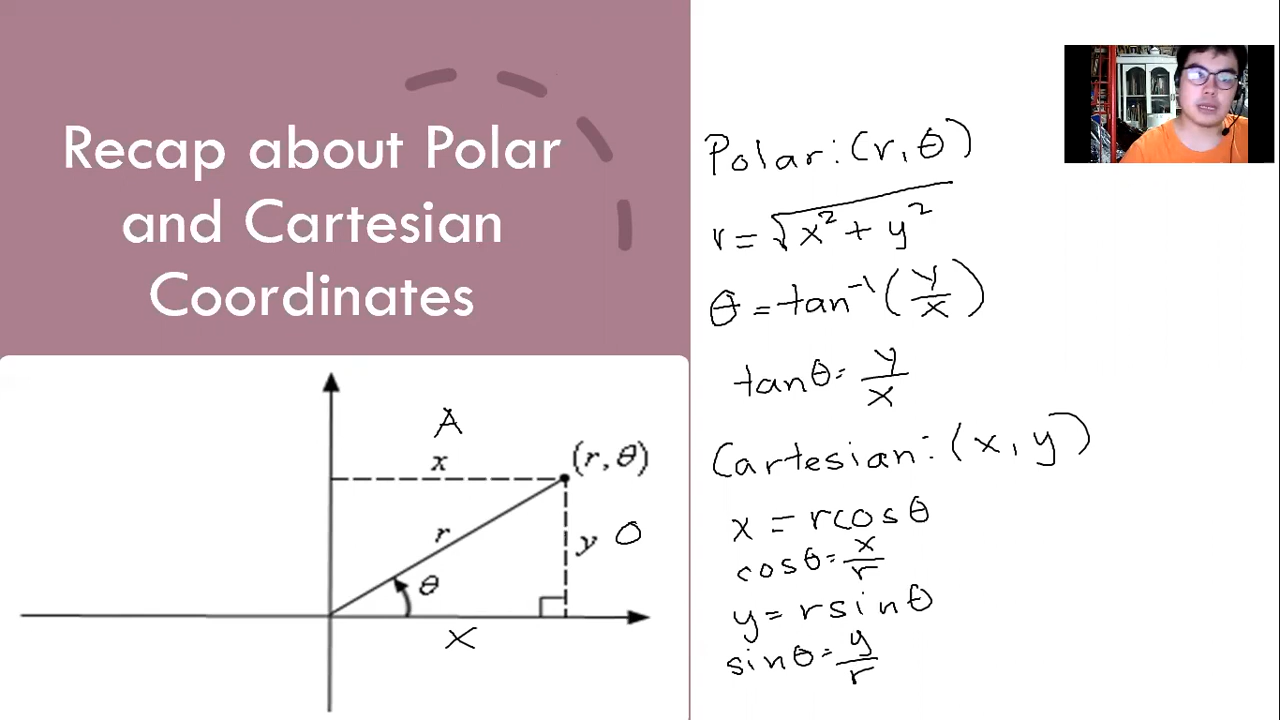 Recap about Polar
and Cartesian
Coordinates
A
x
(r, θ)
r
y O
θ
X
Polar: (r, θ)
r = √x² + y²
θ = tan⁻¹ (y/x)
tanθ = y/x
Cartesian: (x, y)
x = rcosθ
cosθ = x/r
y = rsinθ
sinθ = y/r